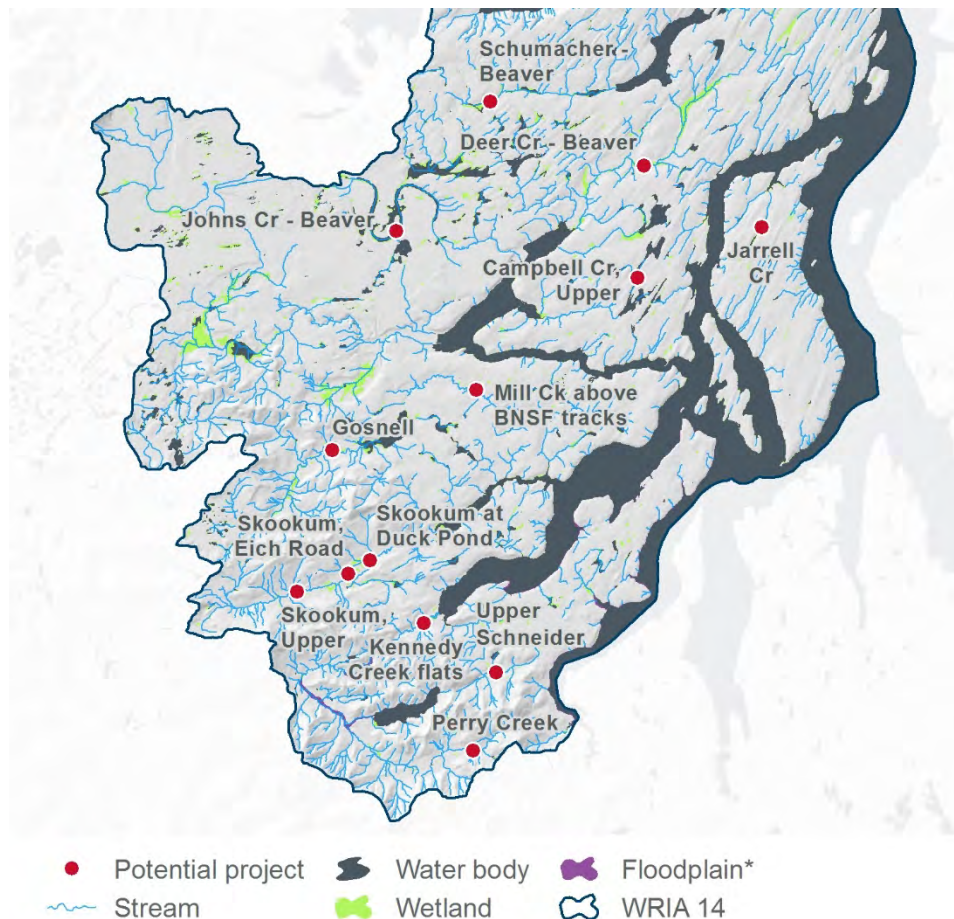 Schumacher -
Beaver
Deer Cr - Beaver
Johns Cr - Beaver
Jarrell
Cr
Campbell Cr,
Upper
Mill Ck above
BNSF tracks
Gosnell
Skookum at
Duck Pond
Skookum,
Eich Road
Skookum,
Upper
Upper
Schneider
Kennedy
Creek flats
Perry Creek
Potential project
Water body
Floodplain*
Stream
Wetland
WRIA 14